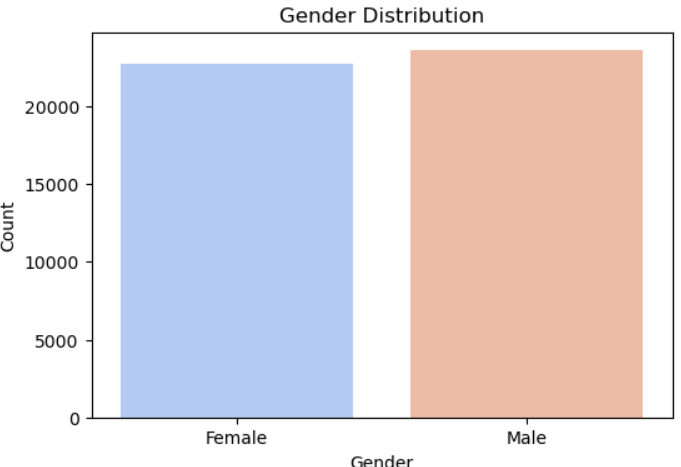 Gender Distribution
20000
15000
10000
5000
0
Count
Female Male
Gender